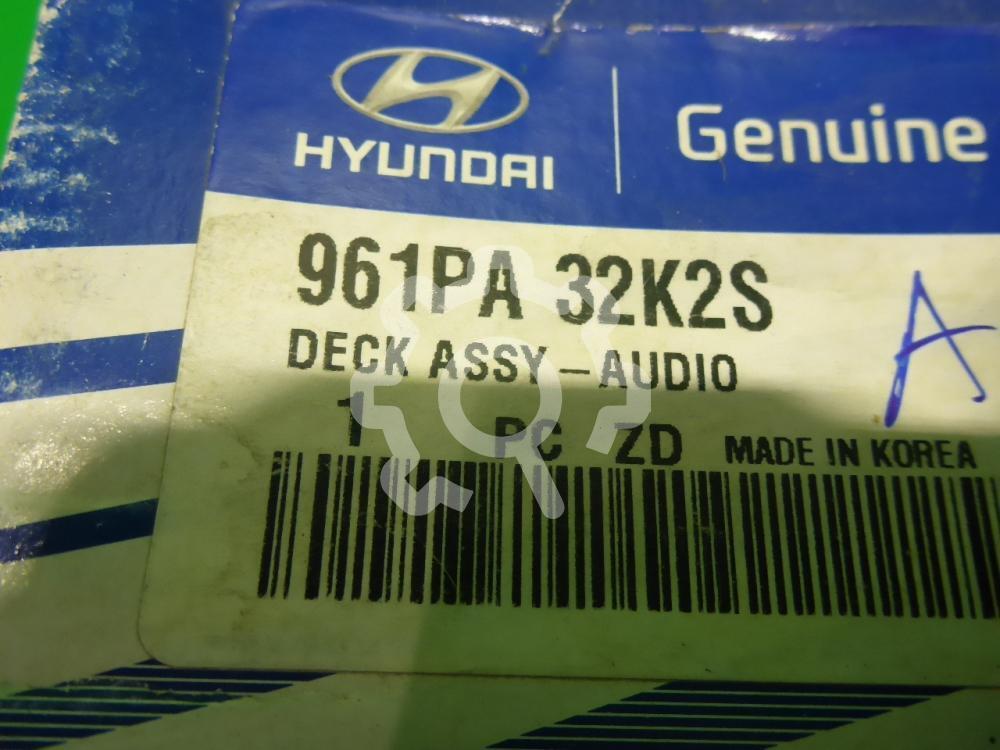 HYUNDAI
Genuine
961PA 32K2S
DECK ASSY-AUDIO
1 PC ZD MADE IN KOREA
A